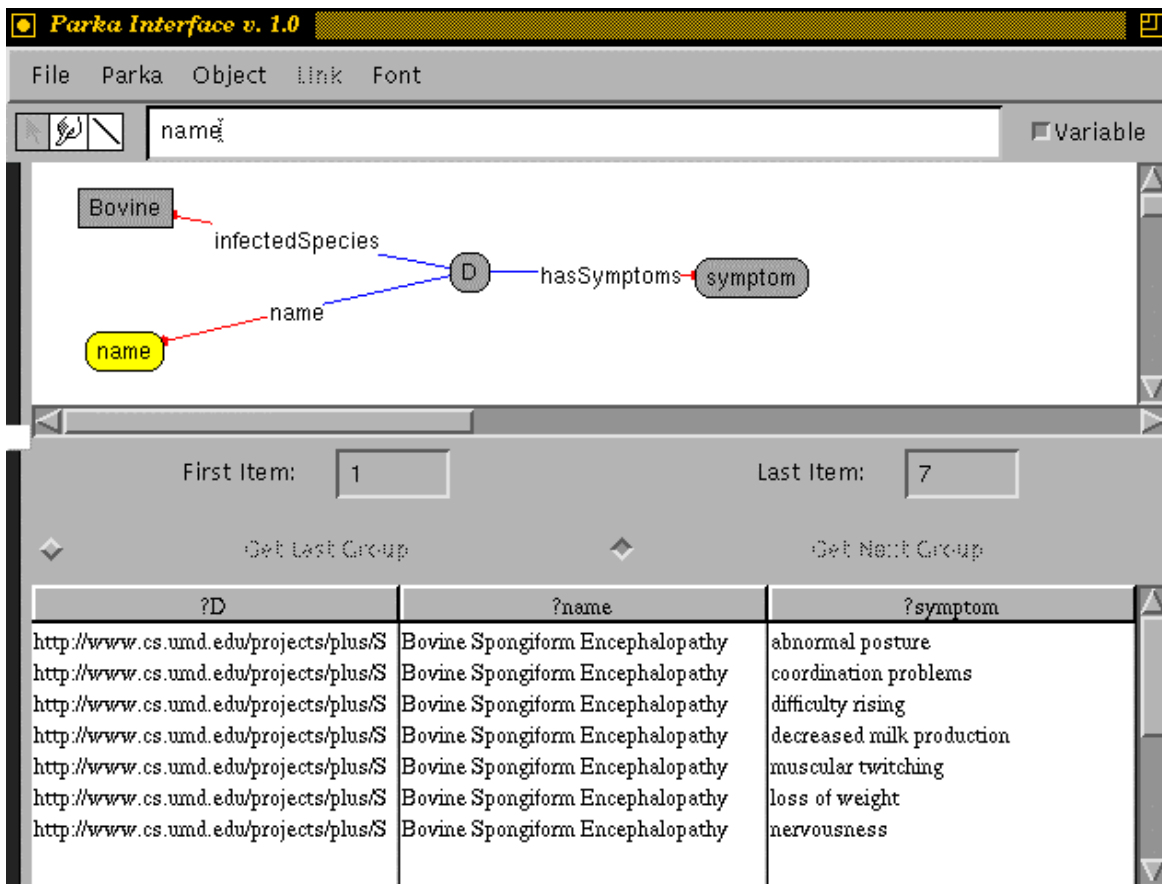 Parka Interface v. 1.0
File Parka Object Link Font
name Variable
Bovine
infectedSpecies
D hasSymptoms symptom
name
name
First Item: 1 Last Item: 7
Get Last Group Get Next Group
?D ?name ?symptom
http://www.cs.umd.edu/projects/plus/S Bovine Spongiform Encephalopathy abnormal posture
http://www.cs.umd.edu/projects/plus/S Bovine Spongiform Encephalopathy coordination problems
http://www.cs.umd.edu/projects/plus/S Bovine Spongiform Encephalopathy difficulty rising
http://www.cs.umd.edu/projects/plus/S Bovine Spongiform Encephalopathy decreased milk production
http://www.cs.umd.edu/projects/plus/S Bovine Spongiform Encephalopathy muscular twitching
http://www.cs.umd.edu/projects/plus/S Bovine Spongiform Encephalopathy loss of weight
http://www.cs.umd.edu/projects/plus/S Bovine Spongiform Encephalopathy nervousness